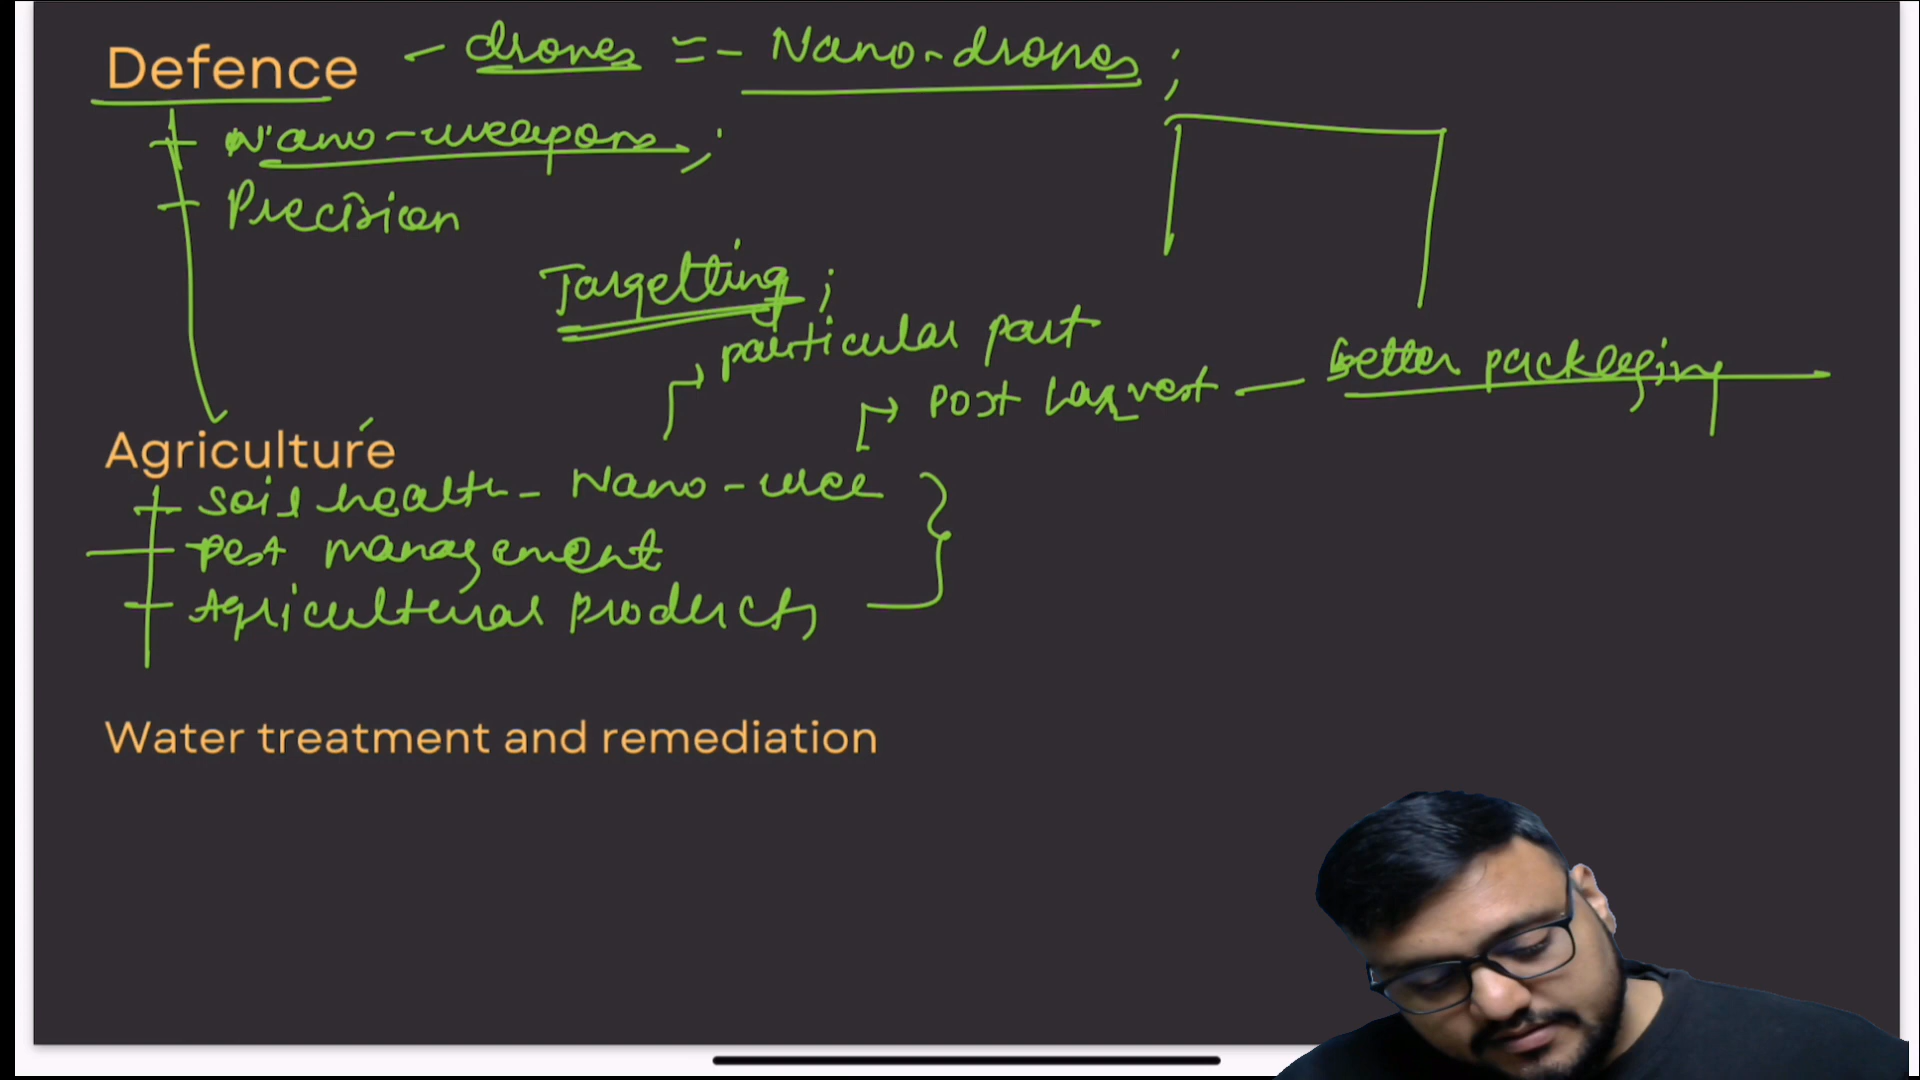 Defence - drones = - Nano-drones ;
Nano-weapons ;
Precision
Targetting ;
particular part
Post harvest - better packaging
Agriculture
soil health - Nano-urea
pest management
Agricultural products
Water treatment and remediation